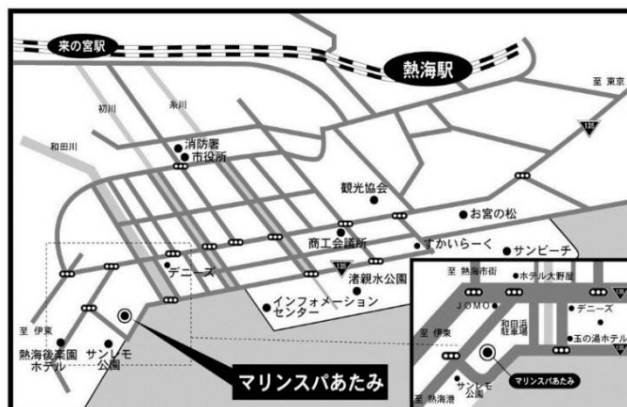 来の宮駅
熱海駅
至 東京
初川
糸川
和田川
消防署
市役所
135
観光協会
お宮の松
商工会議所
すかいらーく
サンビーチ
デニーズ
135
渚親水公園
インフォメーション
センター
至 伊東
熱海後楽園
ホテル
サンレモ
公園
マリンスパあたみ
至 熱海市街
ホテル大野屋
JOMO
和田浜
駐車場
デニーズ
至 伊東
玉の湯ホテル
サンレモ
公園
マリンスパあたみ
至 熱海港